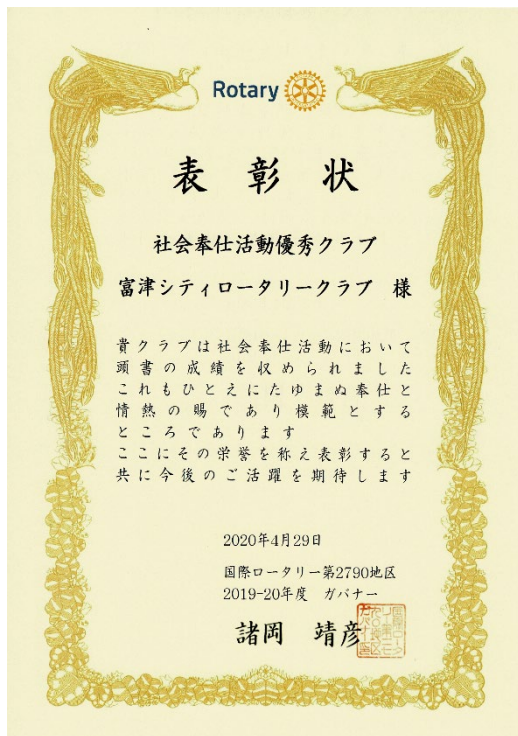 Rotary
表彰状
社会奉仕活動優秀クラブ
富津シティロータリークラブ 様
貴クラブは社会奉仕活動において
頭書の成績を収められました
これもひとえにたゆまぬ奉仕と
情熱の賜であり模範とする
ところであります
ここにその栄誉を称え表彰すると
共に今後のご活躍を期待します
2020年4月29日
国際ロータリー第2790地区
2019-20年度 ガバナー
諸岡 靖彦